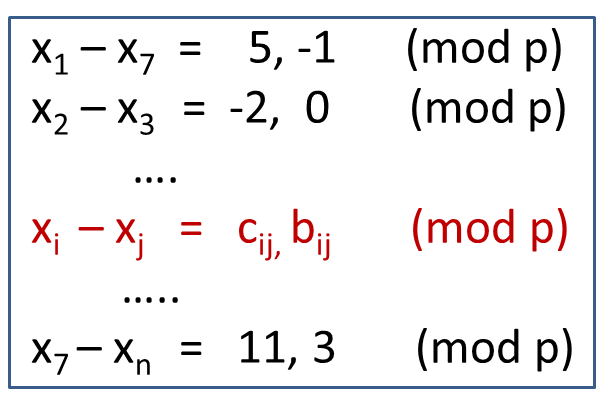 x₁ – x₇ = 5, -1 (mod p)
x₂ – x₃ = -2, 0 (mod p)
....
xᵢ – xⱼ = cᵢⱼ, bᵢⱼ (mod p)
.....
x₇ – xₙ = 11, 3 (mod p)